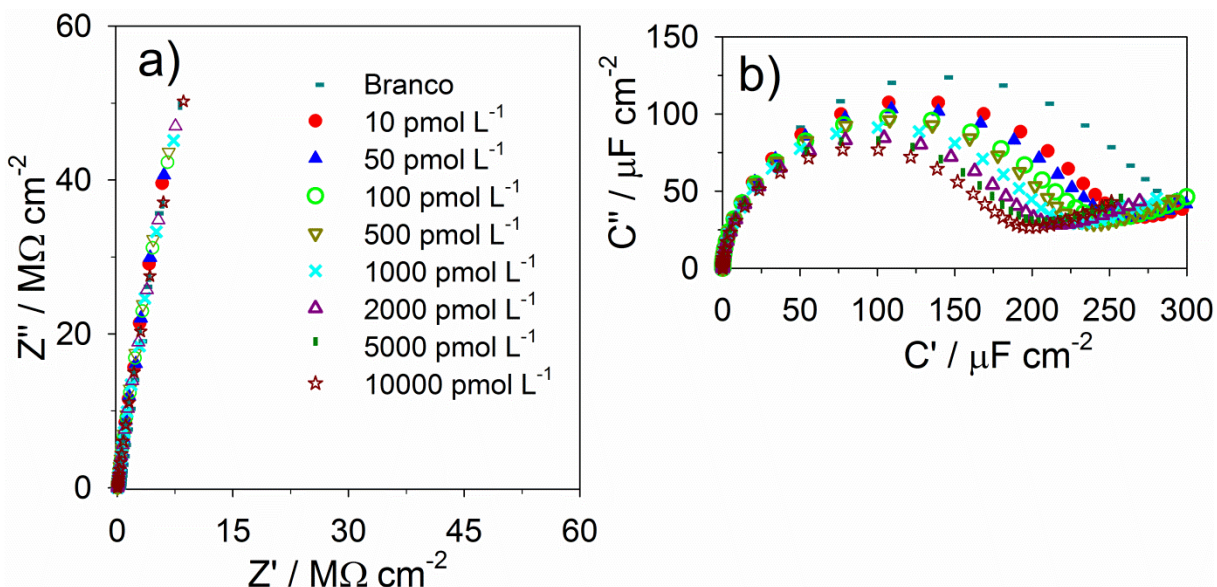 a)
60
40
20
0
Z'' / MΩ cm⁻²
0 15 30 45 60
Z' / MΩ cm⁻²
Branco
10 pmol L⁻¹
50 pmol L⁻¹
100 pmol L⁻¹
500 pmol L⁻¹
1000 pmol L⁻¹
2000 pmol L⁻¹
5000 pmol L⁻¹
10000 pmol L⁻¹
b)
150
100
50
0
C'' / μF cm⁻²
0 50 100 150 200 250 300
C' / μF cm⁻²